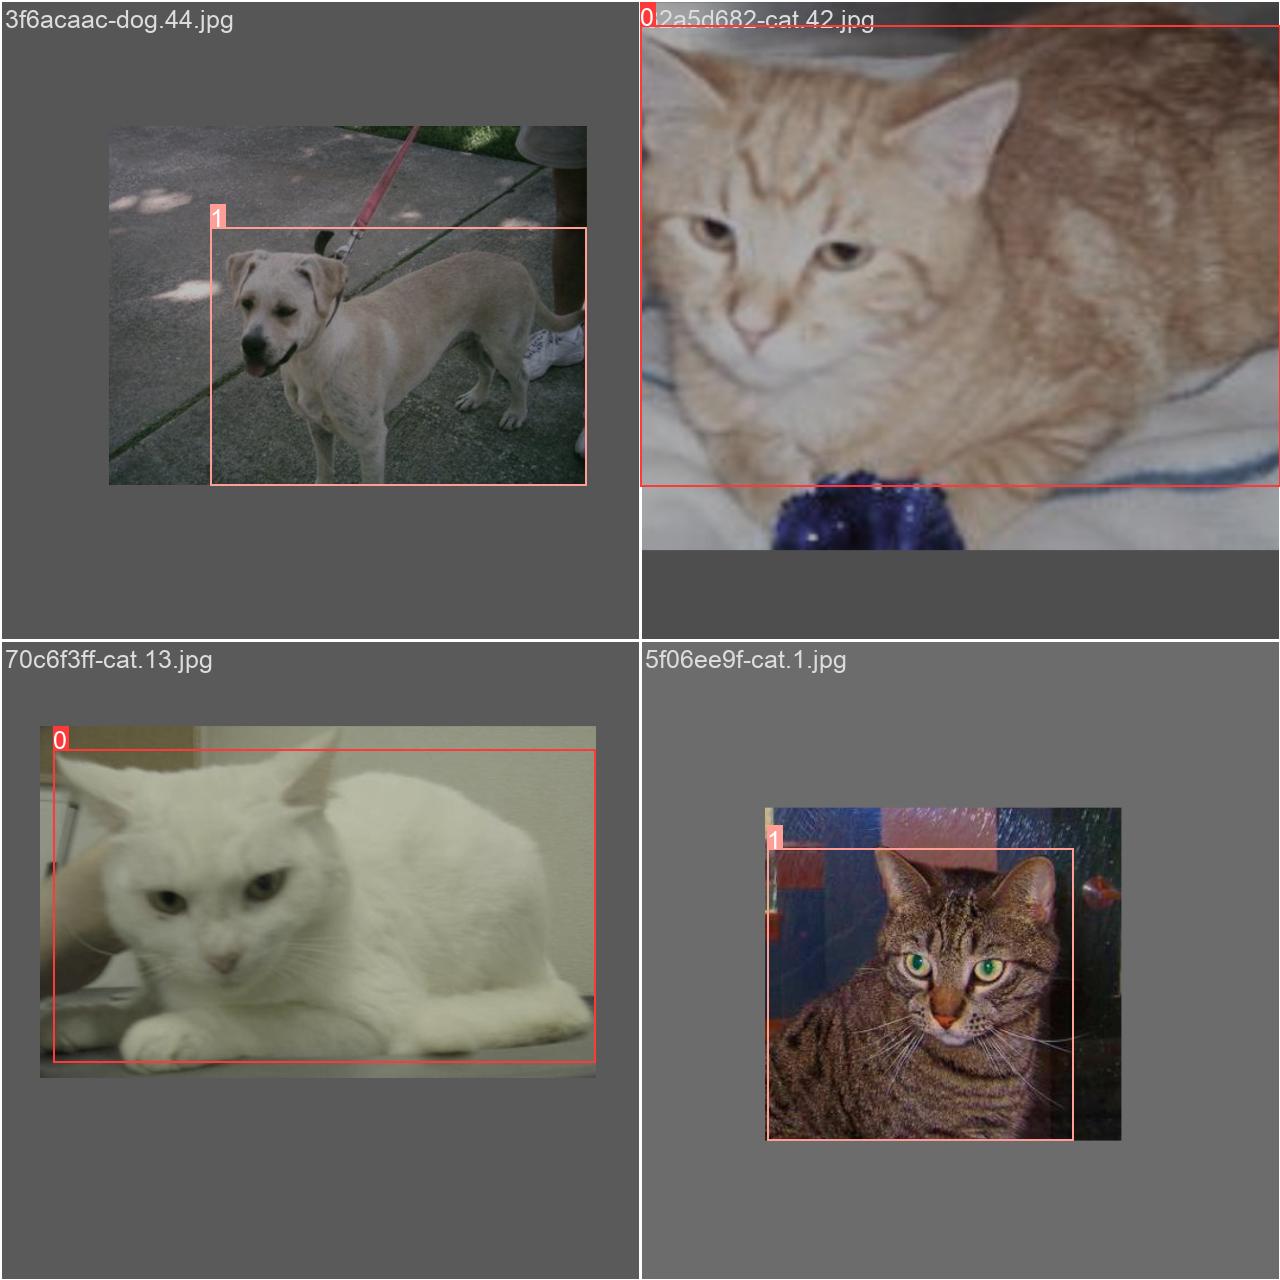 3f6acaac-dog.44.jpg
0
2a5d682-cat.42.jpg
1
70c6f3ff-cat.13.jpg
5f06ee9f-cat.1.jpg
0
1